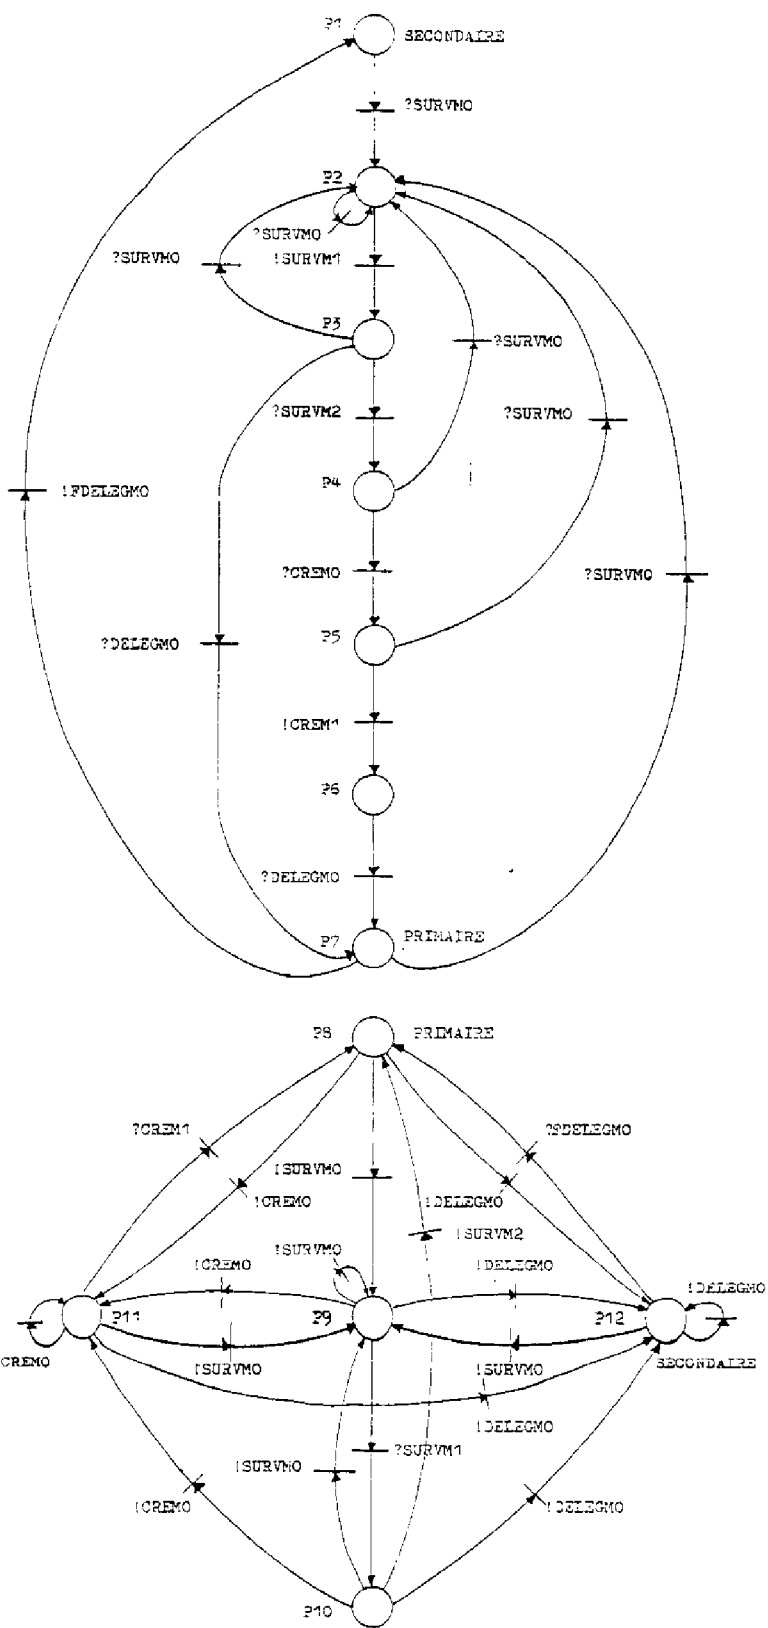 P1 SECONDAIRE
?SURVMO
P2
?SURVMO
?SURVMO
!SURVM1
P3
?SURVMO
?SURVM2
?SURVMO
P4
!FDELEGMO
?CREMO
?SURVMO
P5
?DELEGMO
!CREM1
P6
?DELEGMO
P7 PRIMAIRE
P8 PRIMAIRE
?CREM1
?FDELEGMO
!SURVMO
!CREMO
!DELEGMO
!SURVM2
!SURVMO
!CREMO
!DELEGMO
!DELEGMO
P11
P9
P12
CREMO
!SURVMO
!SURVMO
SECONDAIRE
!DELEGMO
?SURVM1
!SURVMO
!CREMO
!DELEGMO
P10